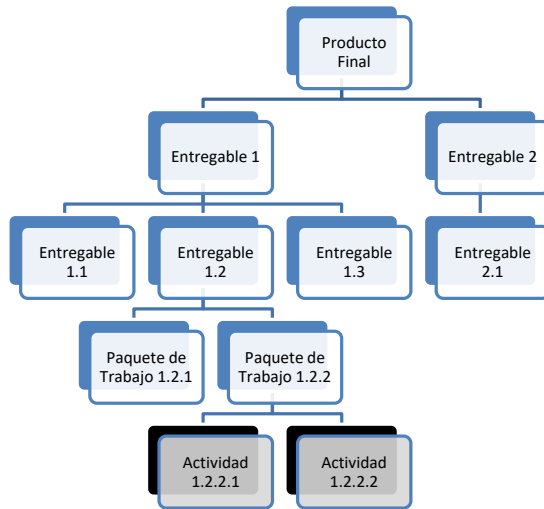 Producto
Final
Entregable 1
Entregable 2
Entregable
1.1
Entregable
1.2
Entregable
1.3
Entregable
2.1
Paquete de
Trabajo 1.2.1
Paquete de
Trabajo 1.2.2
Actividad
1.2.2.1
Actividad
1.2.2.2